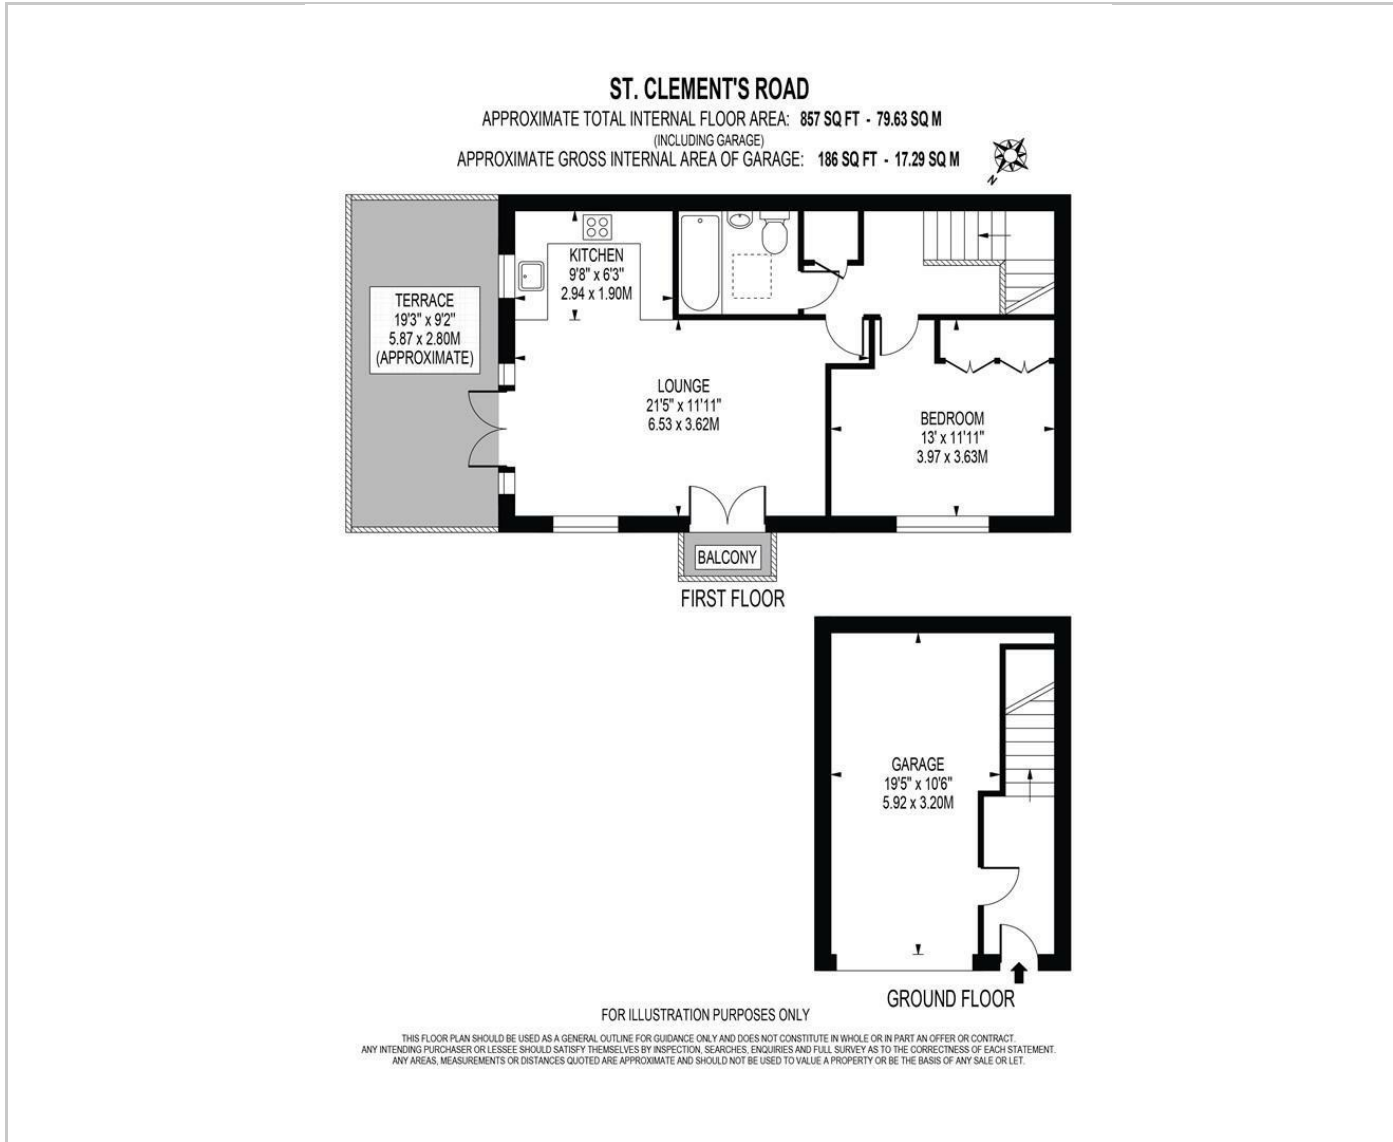 ST. CLEMENT'S ROAD
APPROXIMATE TOTAL INTERNAL FLOOR AREA: 857 SQ FT - 79.63 SQ M
(INCLUDING GARAGE)
APPROXIMATE GROSS INTERNAL AREA OF GARAGE: 186 SQ FT - 17.29 SQ M
N
KITCHEN
9'8" x 6'3"
2.94 x 1.90M
TERRACE
19'3" x 9'2"
5.87 x 2.80M
(APPROXIMATE)
LOUNGE
21'5" x 11'11"
6.53 x 3.62M
BEDROOM
13' x 11'11"
3.97 x 3.63M
BALCONY
FIRST FLOOR
GARAGE
19'5" x 10'6"
5.92 x 3.20M
GROUND FLOOR
FOR ILLUSTRATION PURPOSES ONLY
THIS FLOOR PLAN SHOULD BE USED AS A GENERAL OUTLINE FOR GUIDANCE ONLY AND DOES NOT CONSTITUTE IN WHOLE OR IN PART AN OFFER OR CONTRACT.
ANY INTENDING PURCHASER OR LESSEE SHOULD SATISFY THEMSELVES BY INSPECTION, SEARCHES, ENQUIRIES AND FULL SURVEY AS TO THE CORRECTNESS OF EACH STATEMENT.
ANY AREAS, MEASUREMENTS OR DISTANCES QUOTED ARE APPROXIMATE AND SHOULD NOT BE USED TO VALUE A PROPERTY OR BE THE BASIS OF ANY SALE OR LET.